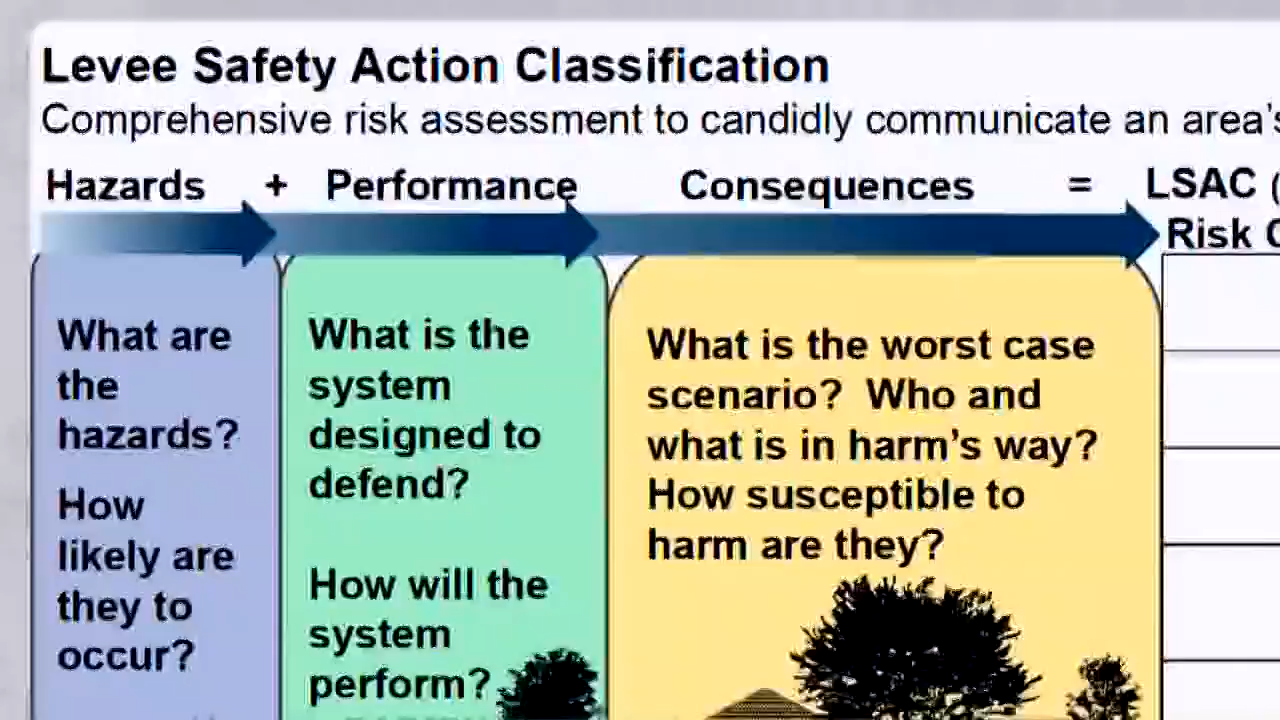 Levee Safety Action Classification
Comprehensive risk assessment to candidly communicate an area's
Hazards + Performance Consequences = LSAC (
Risk
What are
the
hazards?
How
likely are
they to
occur?
What is the
system
designed to
defend?
How will the
system
perform?
What is the worst case
scenario? Who and
what is in harm's way?
How susceptible to
harm are they?